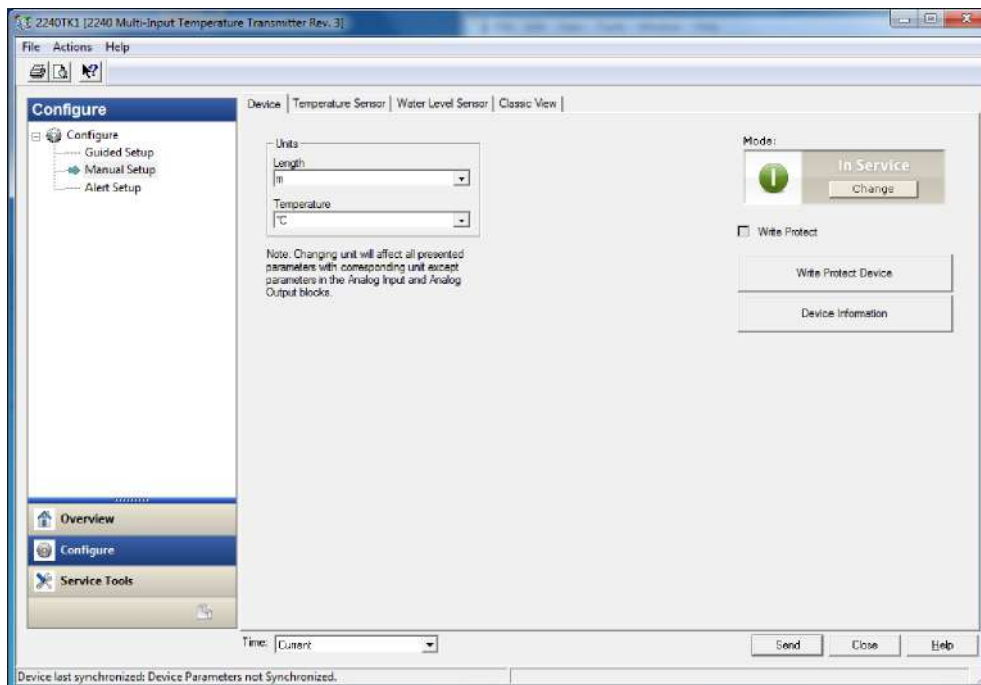 2240TK1 [2240 Multi-Input Temperature Transmitter Rev. 3]
File Actions Help
Configure
Configure
Guided Setup
Manual Setup
Alert Setup
Overview
Configure
Service Tools
Device Temperature Sensor Water Level Sensor Classic View
Units
Length
m
Temperature
°C
Note: Changing unit will affect all presented
parameters with corresponding unit except
parameters in the Analog Input and Analog
Output blocks.
Mode:
In Service
Change
Write Protect
Write Protect Device
Device Information
Time: Current
Send Close Help
Device last synchronized: Device Parameters not Synchronized.